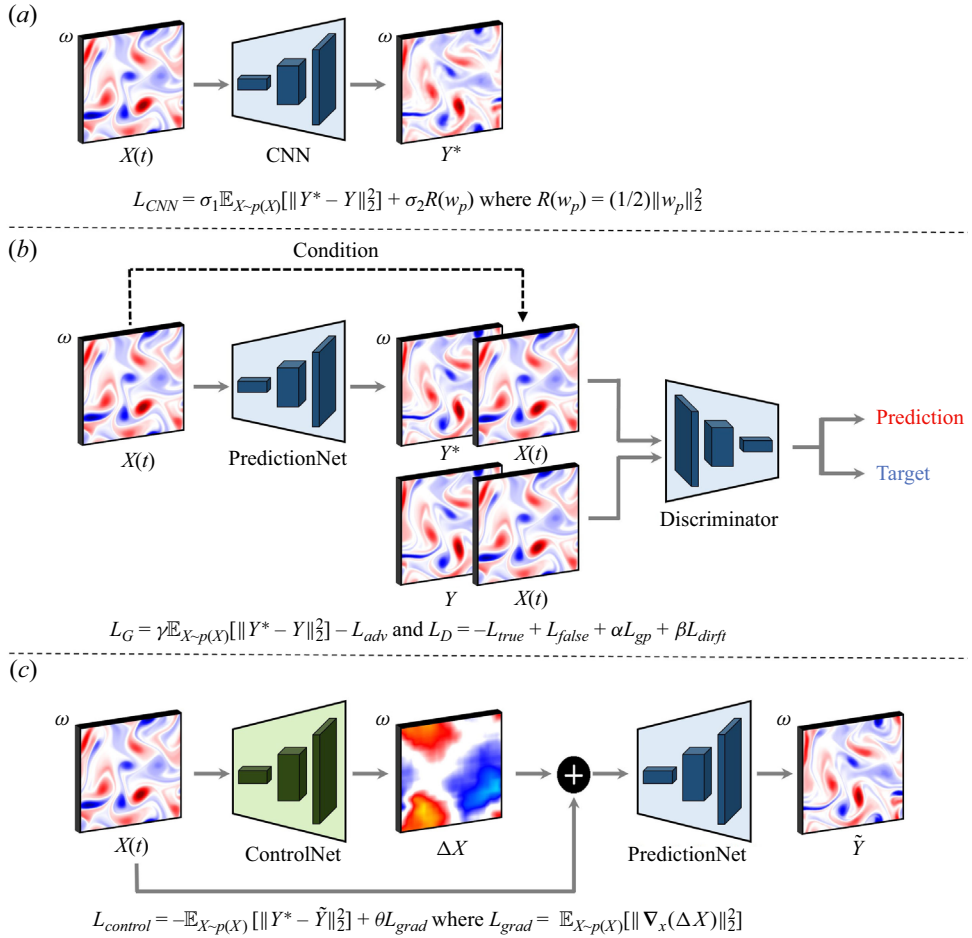 (a)
ω
ω
X(t)
CNN
Y*
L_CNN = σ₁𝔼_{X~p(X)}[‖Y* – Y‖₂²] + σ₂R(w_p) where R(w_p) = (1/2)‖w_p‖₂²
(b)
Condition
ω
ω
X(t)
PredictionNet
Y*
X(t)
Prediction
Target
Discriminator
Y
X(t)
L_G = γ𝔼_{X~p(X)}[‖Y* – Y‖₂²] – L_adv and L_D = –L_true + L_false + αL_gp + βL_dirft
(c)
ω
ω
ω
+
X(t)
ControlNet
ΔX
PredictionNet
Ỹ
L_control = –𝔼_{X~p(X)} [‖Y* – Ỹ‖₂²] + θL_grad where L_grad = 𝔼_{X~p(X)}[‖∇_x(ΔX)‖₂²]